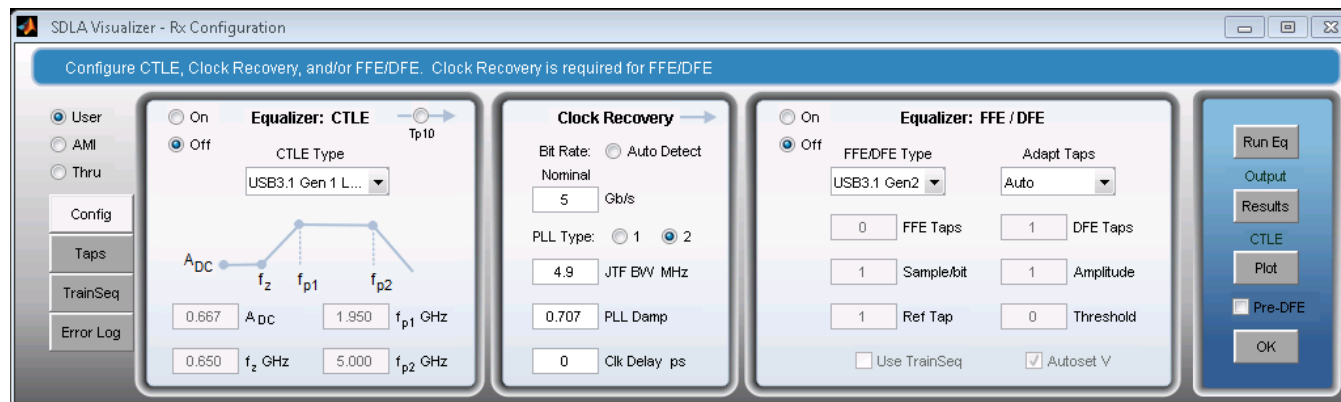 SDLA Visualizer - Rx Configuration
Configure CTLE, Clock Recovery, and/or FFE/DFE. Clock Recovery is required for FFE/DFE
User
AMI
Thru
Config
Taps
TrainSeq
Error Log
On
Off
Equalizer: CTLE
Tp10
CTLE Type
USB3.1 Gen 1 L...
ADC
fz
fp1
fp2
0.667 ADC 1.950 fp1 GHz
0.650 fz GHz 5.000 fp2 GHz
Clock Recovery
Bit Rate: Auto Detect
Nominal
5 Gb/s
PLL Type: 1 2
4.9 JTF BW MHz
0.707 PLL Damp
0 Clk Delay ps
On
Off
Equalizer: FFE / DFE
FFE/DFE Type Adapt Taps
USB3.1 Gen2 Auto
0 FFE Taps 1 DFE Taps
1 Sample/bit 1 Amplitude
1 Ref Tap 0 Threshold
Use TrainSeq Autoset V
Run Eq
Output
Results
CTLE
Plot
Pre-DFE
OK